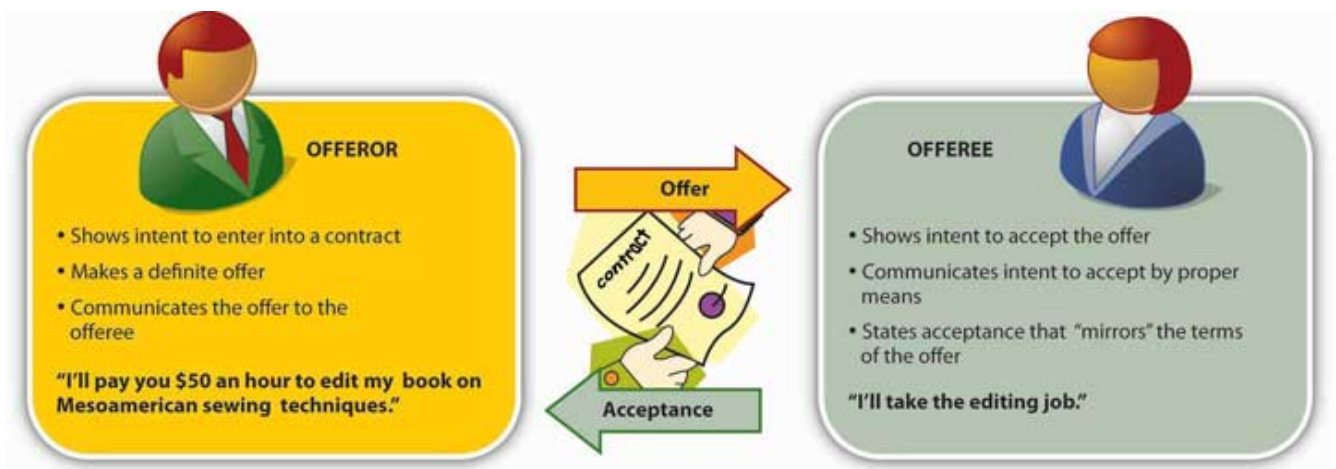 OFFEROR
• Shows intent to enter into a contract
• Makes a definite offer
• Communicates the offer to the
offeree
"I'll pay you $50 an hour to edit my book on
Mesoamerican sewing techniques."
Offer
contract
Acceptance
OFFEREE
• Shows intent to accept the offer
• Communicates intent to accept by proper
means
• States acceptance that "mirrors" the terms
of the offer
"I'll take the editing job."